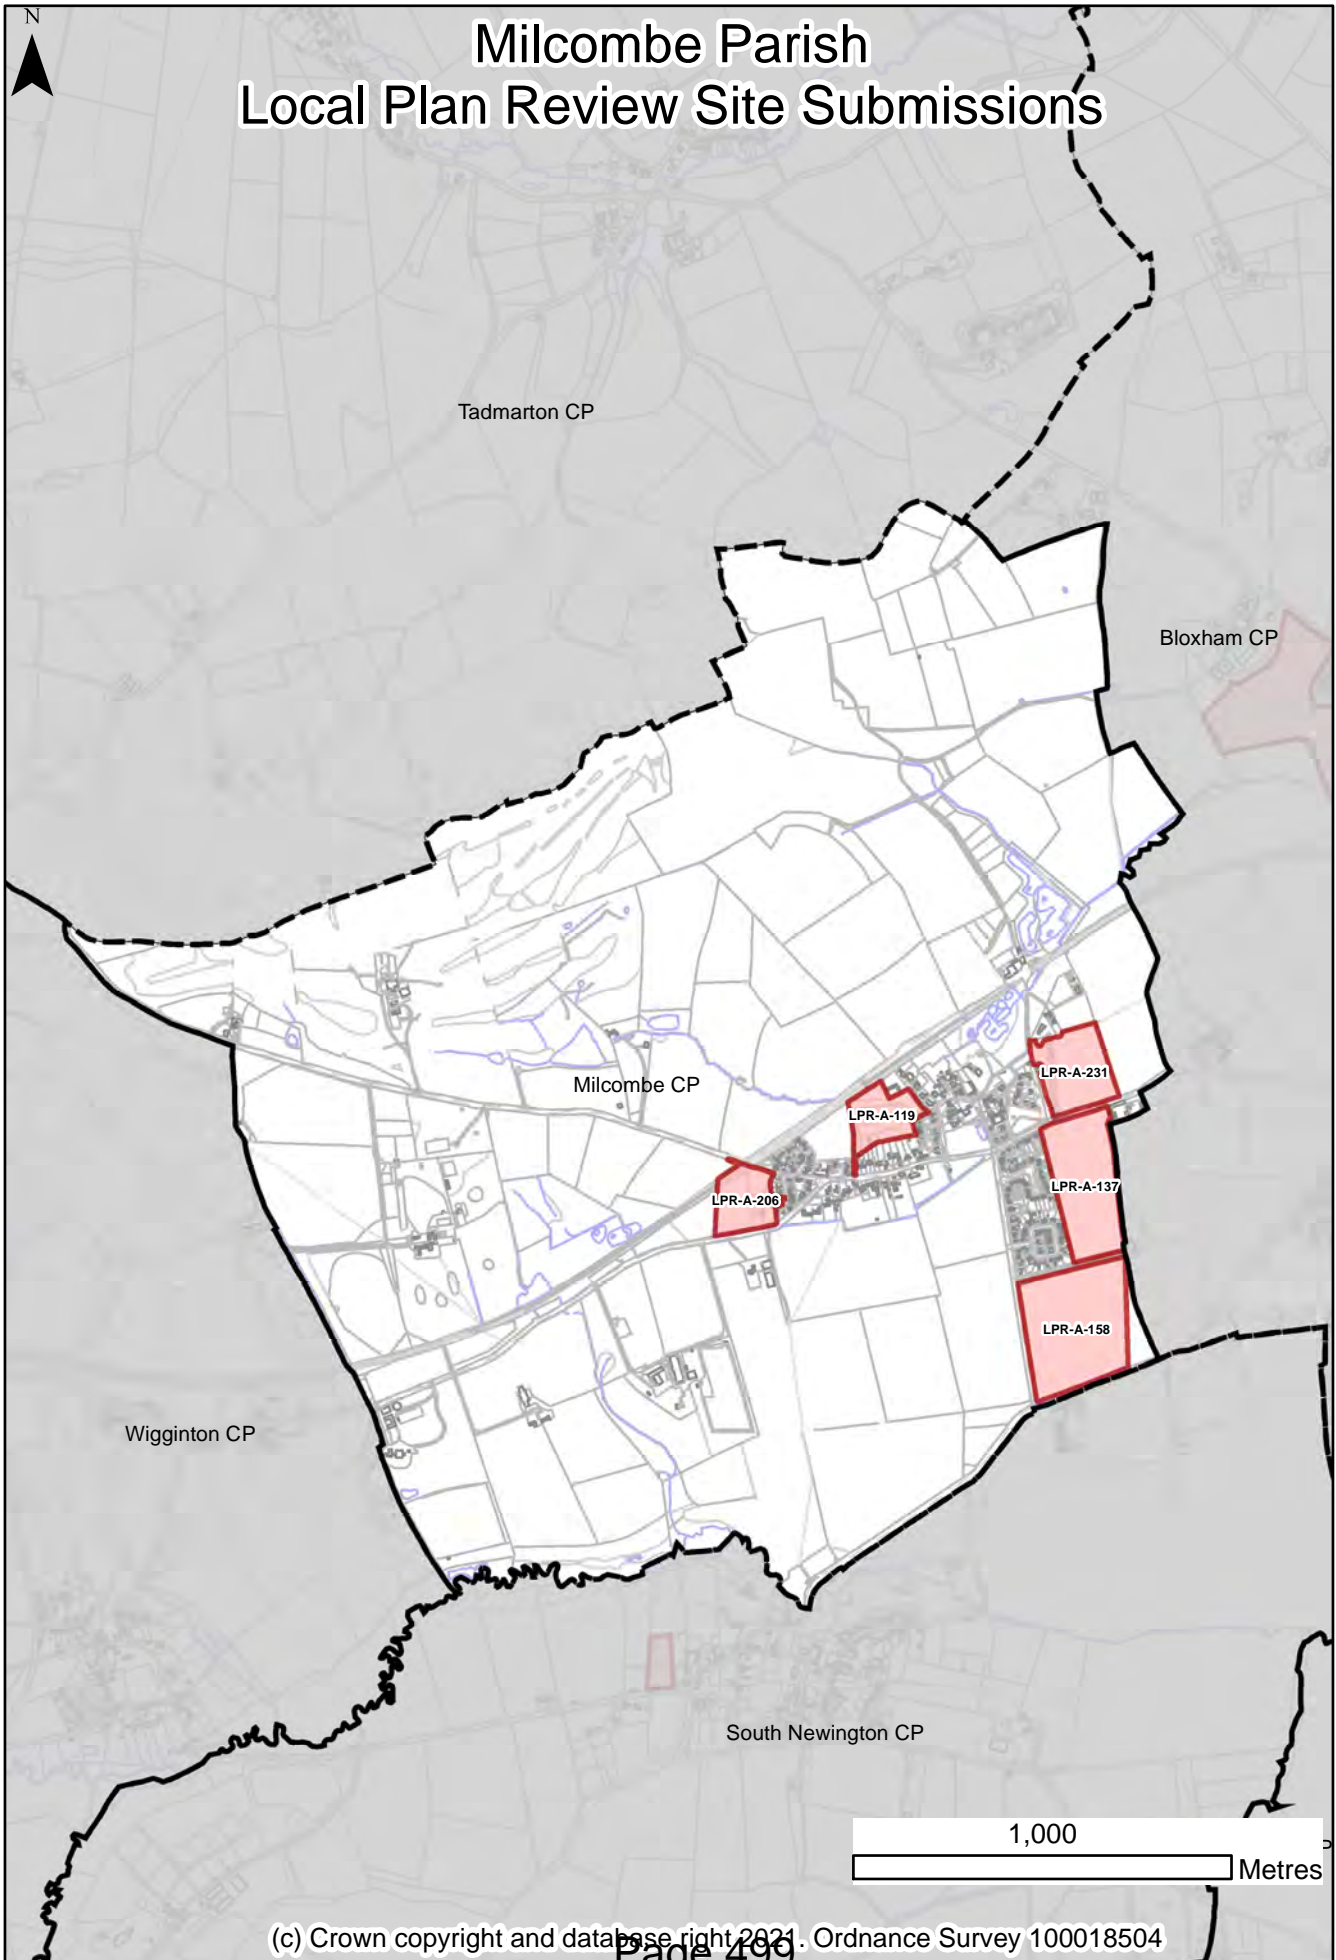 N
Milcombe Parish
Local Plan Review Site Submissions
Tadmarton CP
Bloxham CP
LPR-A-231
Milcombe CP
LPR-A-119
LPR-A-137
LPR-A-206
LPR-A-158
Wigginton CP
South Newington CP
1,000
P
Metres
(c) Crown copyright and database right 2021. Ordnance Survey 100018504
Page 499